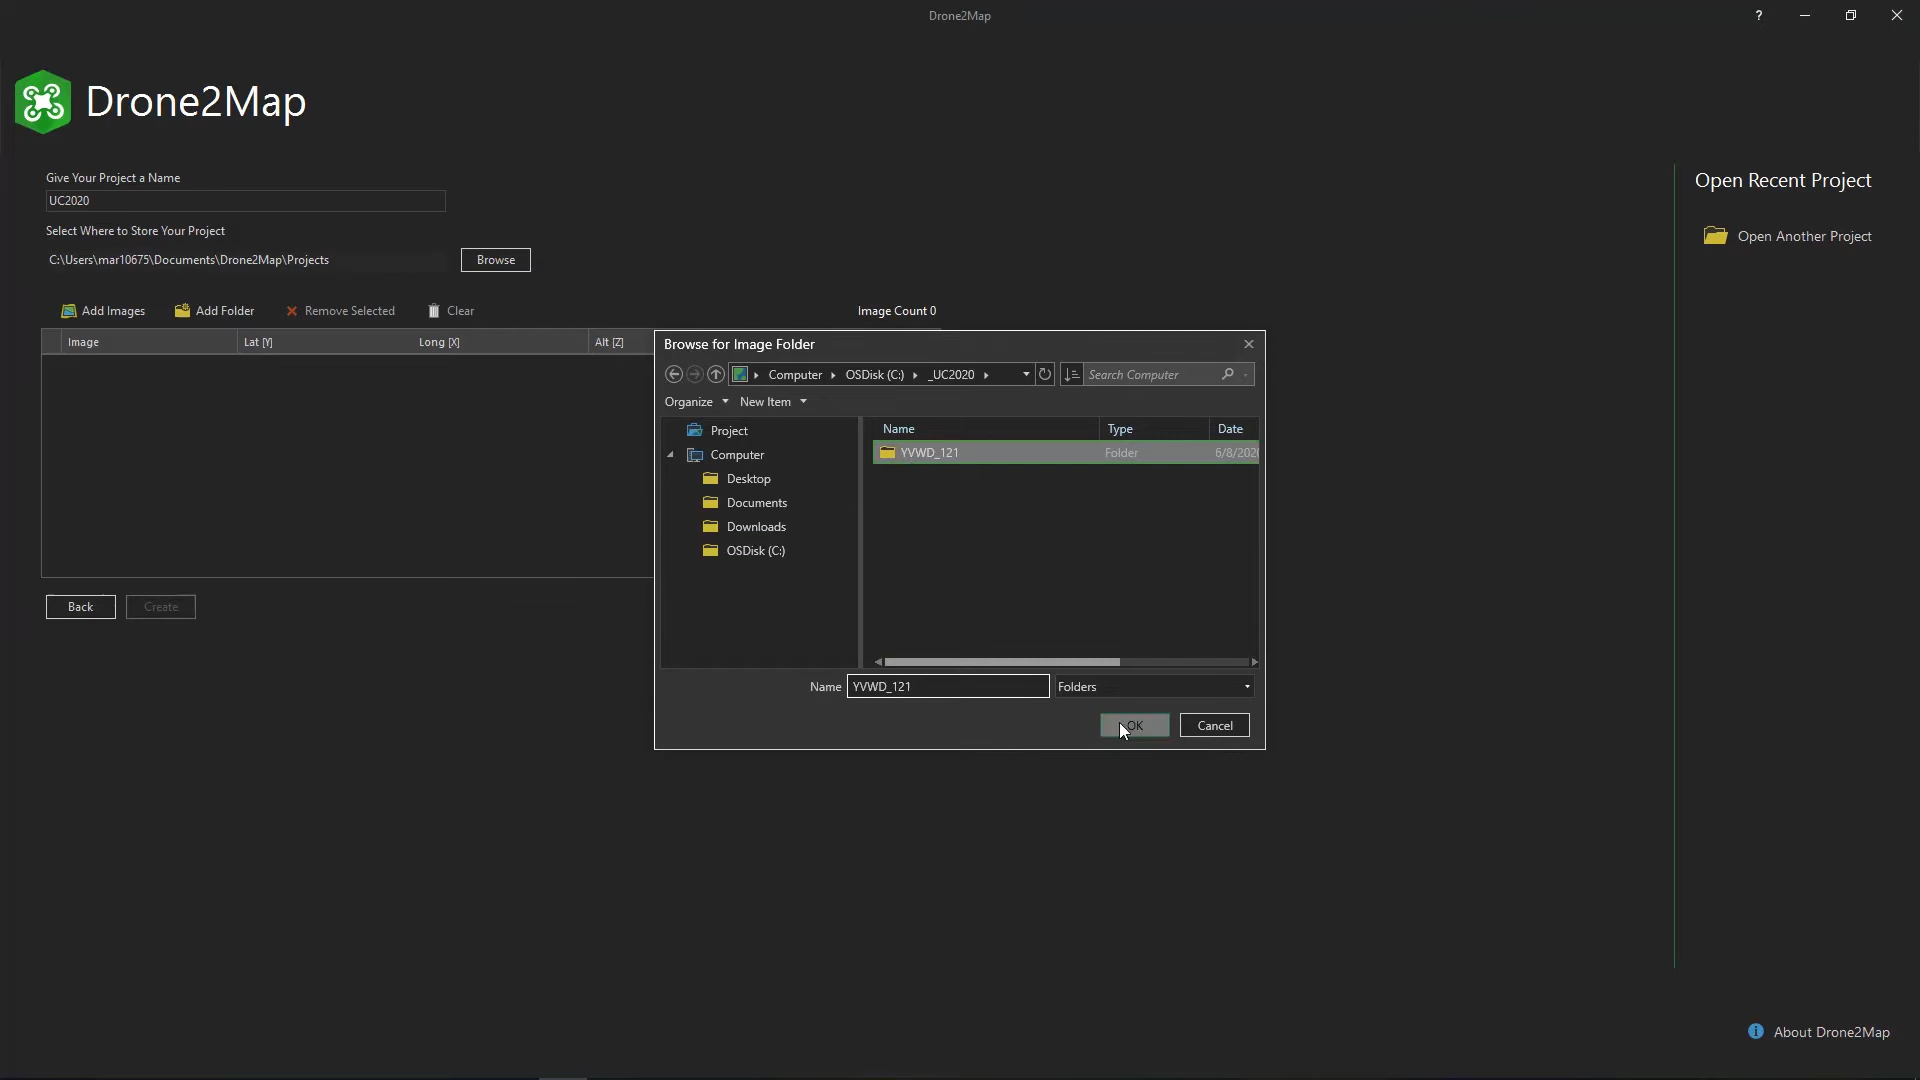 Drone2Map
?
Drone2Map
Give Your Project a Name
UC2020
Select Where to Store Your Project
C:\Users\mar10675\Documents\Drone2Map\Projects
Browse
Open Recent Project
Open Another Project
Add Images
Add Folder
Remove Selected
Clear
Image Count 0
Image
Lat [Y]
Long [X]
Alt [Z]
Browse for Image Folder
Computer
OSDisk (C:)
_UC2020
Search Computer
Organize
New Item
Project
Computer
Desktop
Documents
Downloads
OSDisk (C:)
Name
Type
Date
YVWD_121
Folder
6/8/202
Name
YVWD_121
Folders
OK
Cancel
Back
Create
About Drone2Map